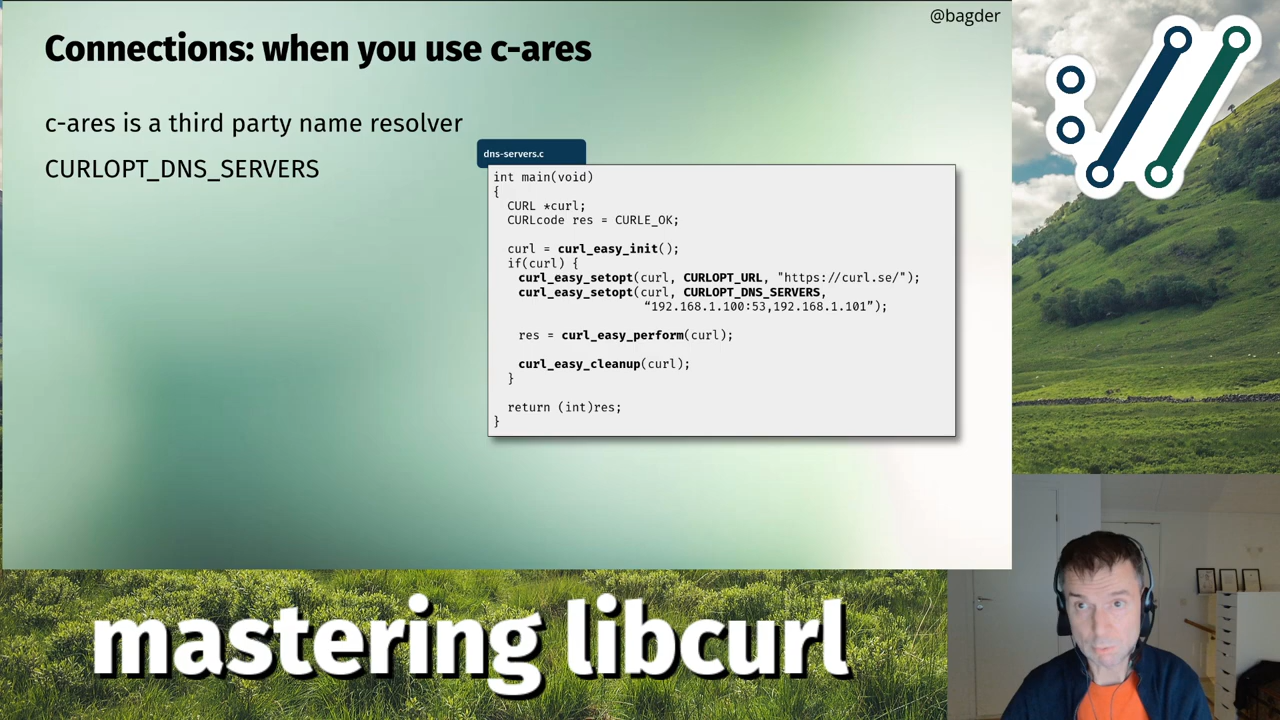 @bagder
Connections: when you use c-ares
c-ares is a third party name resolver
CURLOPT_DNS_SERVERS
dns-servers.c
int main(void)
{
  CURL *curl;
  CURLcode res = CURLE_OK;

  curl = curl_easy_init();
  if(curl) {
    curl_easy_setopt(curl, CURLOPT_URL, "https://curl.se/");
    curl_easy_setopt(curl, CURLOPT_DNS_SERVERS,
                     “192.168.1.100:53,192.168.1.101”);

    res = curl_easy_perform(curl);

    curl_easy_cleanup(curl);
  }

  return (int)res;
}
mastering libcurl